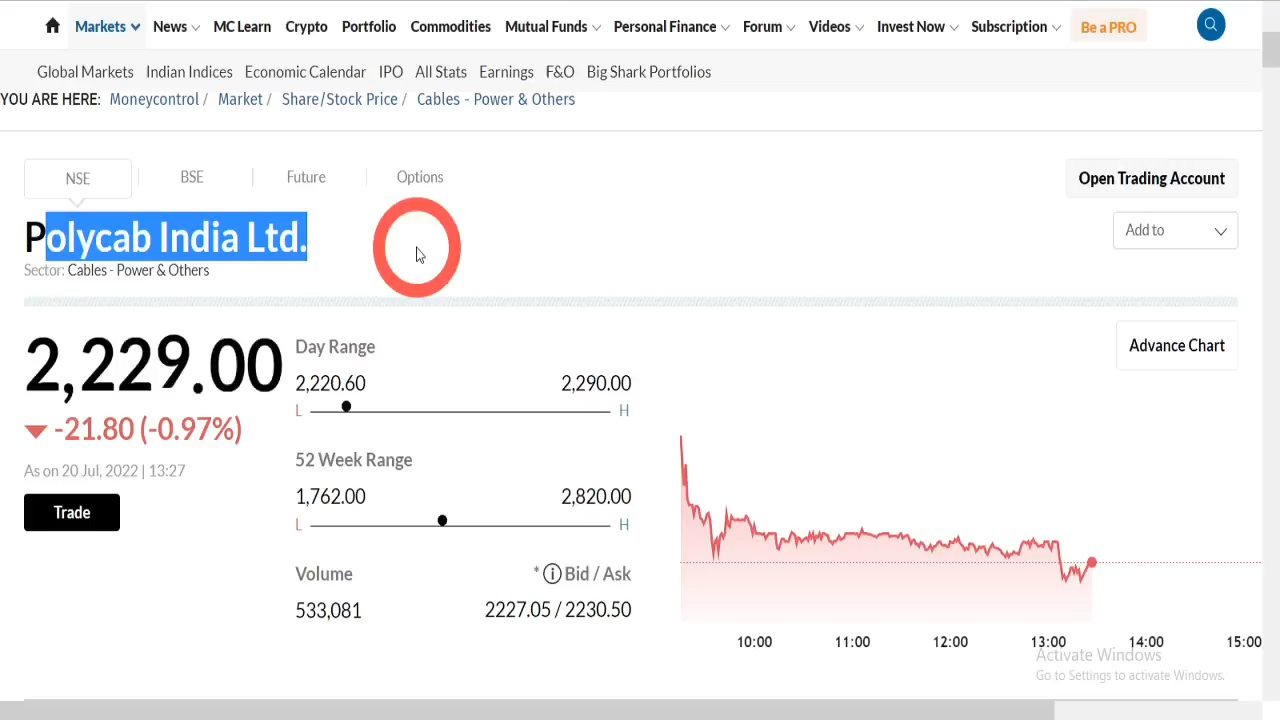 Markets News MC Learn Crypto Portfolio Commodities Mutual Funds Personal Finance Forum Videos Invest Now Subscription Be a PRO
Global Markets Indian Indices Economic Calendar IPO All Stats Earnings F&O Big Shark Portfolios
YOU ARE HERE: Moneycontrol / Market / Share/Stock Price / Cables - Power & Others
NSE BSE Future Options
Open Trading Account
Polycab India Ltd.
Add to
Sector: Cables - Power & Others
2,229.00
-21.80 (-0.97%)
As on 20 Jul, 2022 | 13:27
Trade
Day Range
2,220.60 2,290.00
L H
52 Week Range
1,762.00 2,820.00
L H
Volume * i Bid / Ask
533,081 2227.05 / 2230.50
Advance Chart
10:00 11:00 12:00 13:00 14:00 15:00
Activate Windows
Go to Settings to activate Windows.